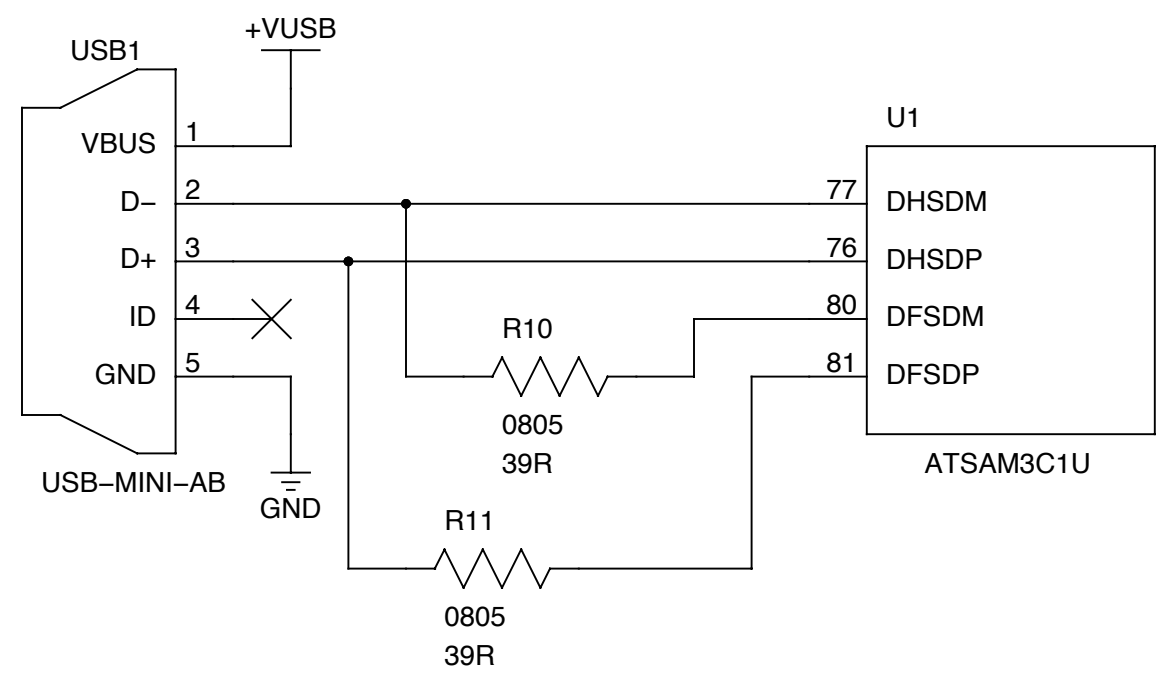 +VUSB
USB1
VBUS 1
D– 2
D+ 3
ID 4
GND 5
USB–MINI–AB
GND
U1
77 DHSDM
76 DHSDP
80 DFSDM
81 DFSDP
ATSAM3C1U
R10
0805
39R
R11
0805
39R